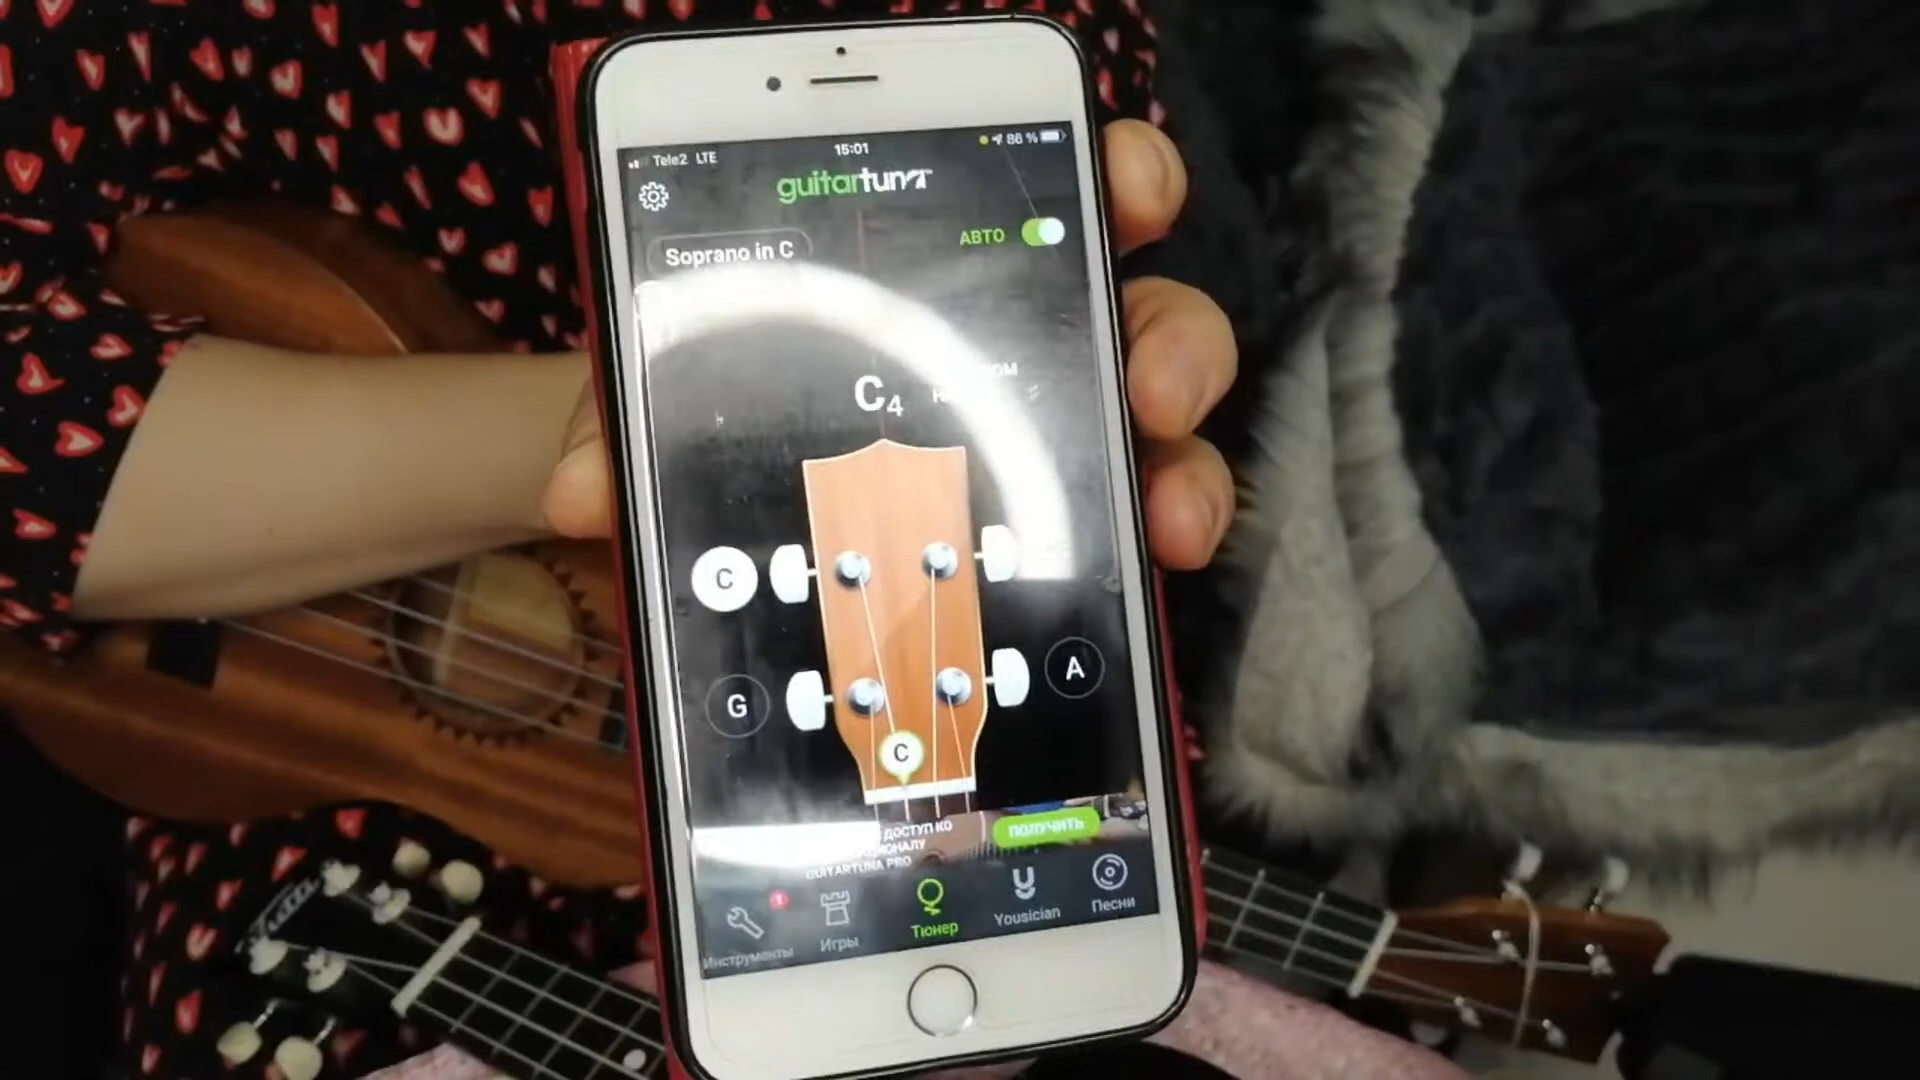 Tele2 LTE
15:01
86 %
guitartuna
Soprano in C
АВТО
C4
C
G
A
C
ДОСТУП КО
GUITARTUNA PRO
ПОЛУЧИТЬ
1
Инструменты
Игры
Тюнер
Yousician
Песни